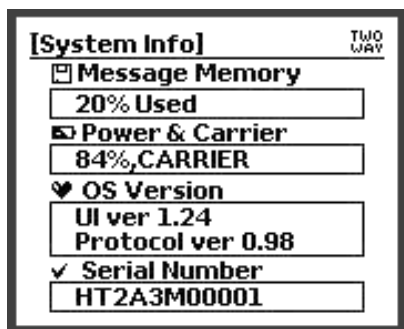 [System Info]
TWO
WAY
Message Memory
20% Used
Power & Carrier
84%,CARRIER
OS Version
UI ver 1.24
Protocol ver 0.98
Serial Number
HT2A3M00001